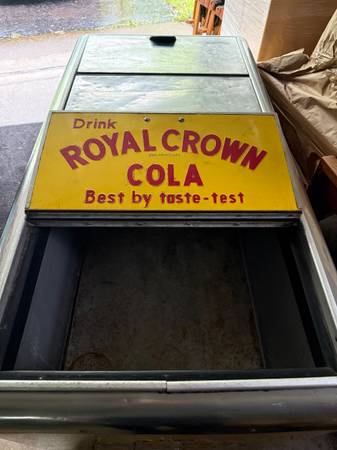 Drink
ROYAL CROWN
COLA
Best by taste-test